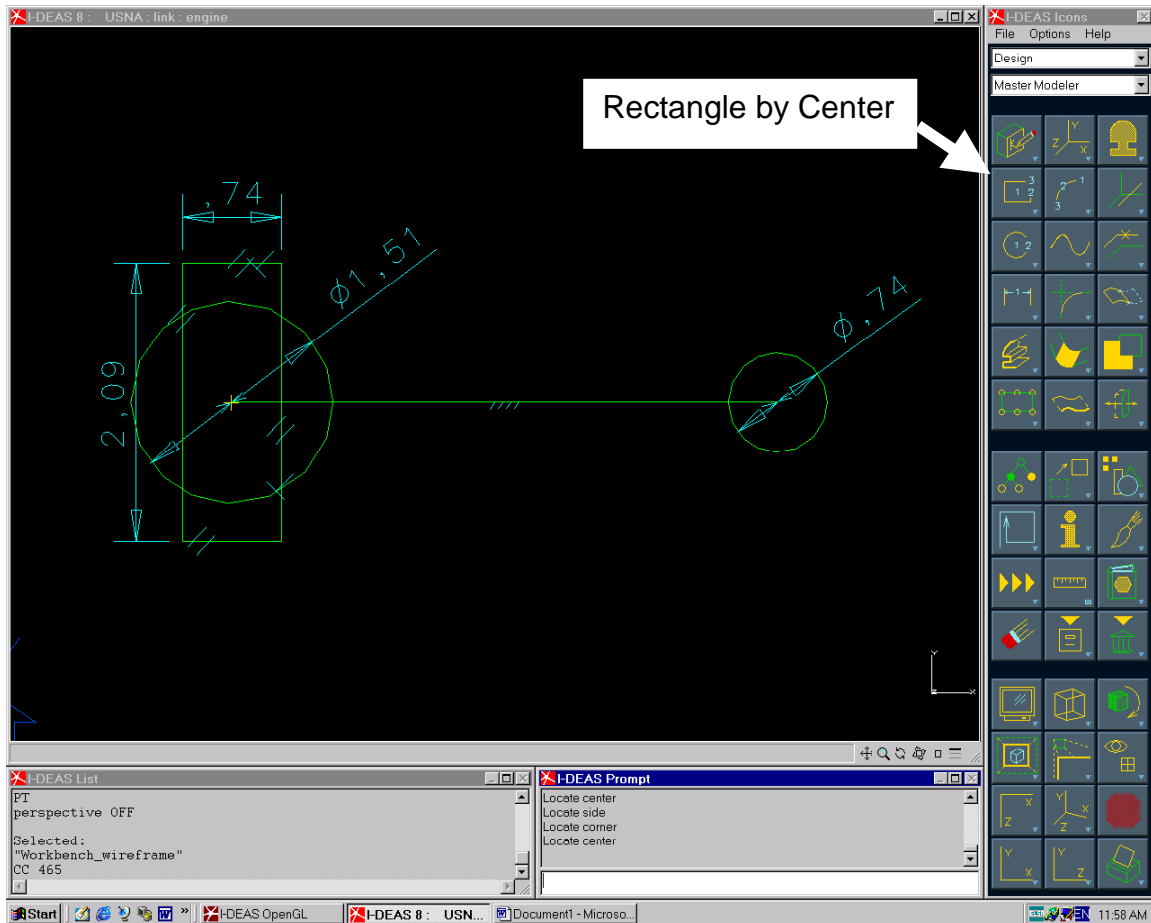 I-DEAS 8 :   USNA : link : engine
I-DEAS Icons
File Options Help
Design
Master Modeler
Rectangle by Center
,74
Φ1,51
Φ,74
2,09
Y
X
Z
I-DEAS List
PT
perspective OFF
Selected:
"Workbench_wireframe"
CC 465
I-DEAS Prompt
Locate center
Locate side
Locate corner
Locate center
Start
»
I-DEAS OpenGL
I-DEAS 8 :   USN...
Document1 - Microso...
EN
11:58 AM